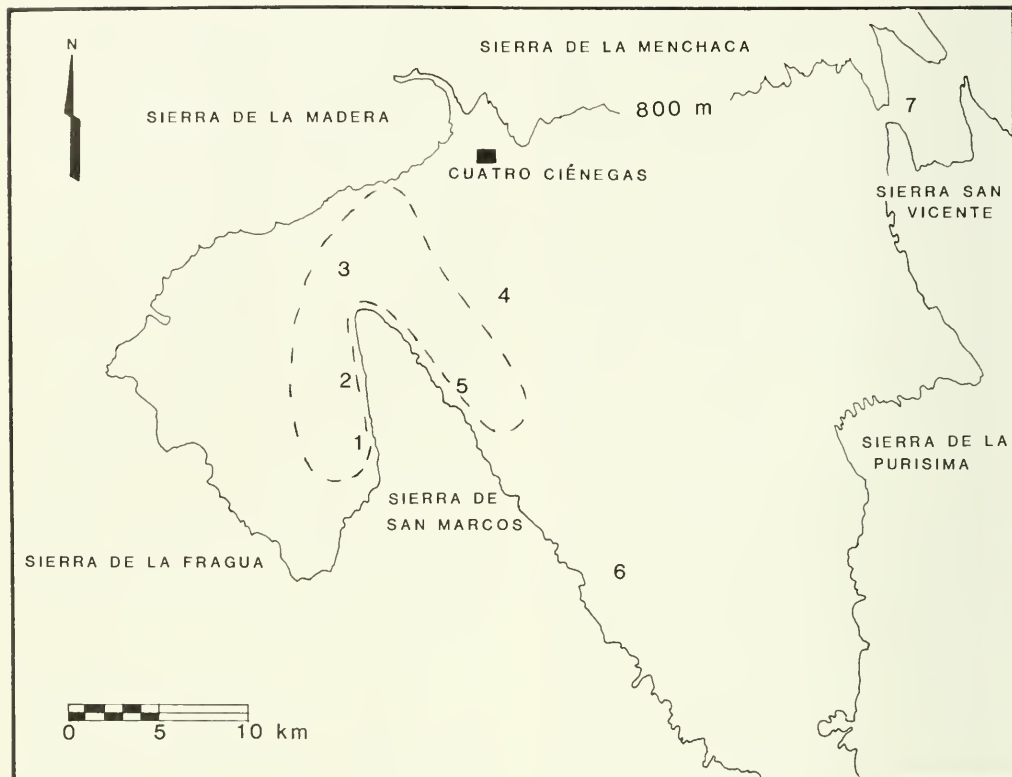 N
SIERRA DE LA MENCHACA
SIERRA DE LA MADERA
800 m
7
CUATRO CIÉNEGAS
SIERRA SAN
VICENTE
3
4
2
5
1
SIERRA DE LA
PURISIMA
SIERRA DE
SAN MARCOS
SIERRA DE LA FRAGUA
6
0 5 10 km